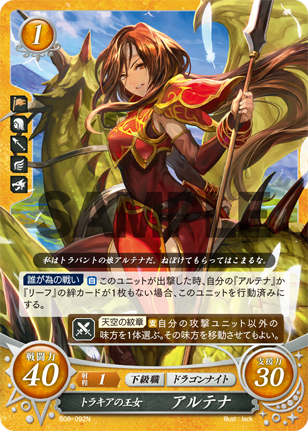 1
SAMPLE
私はトラバントの娘アルテナだ。ねぼけてもらってはこまるな。
誰が為の戦い 自 このユニットが出撃した時、自分の『アルテナ』か
『リーフ』の絆カードが1枚もない場合、このユニットを行動済みに
する。
天空の紋章 支 自分の攻撃ユニット以外の
味方を1体選ぶ。その味方を移動させてもよい。
戦闘力 40
射程 1 下級職 ドラゴンナイト
支援力 30
トラキアの王女 アルテナ
B08-092N
Illust : lack